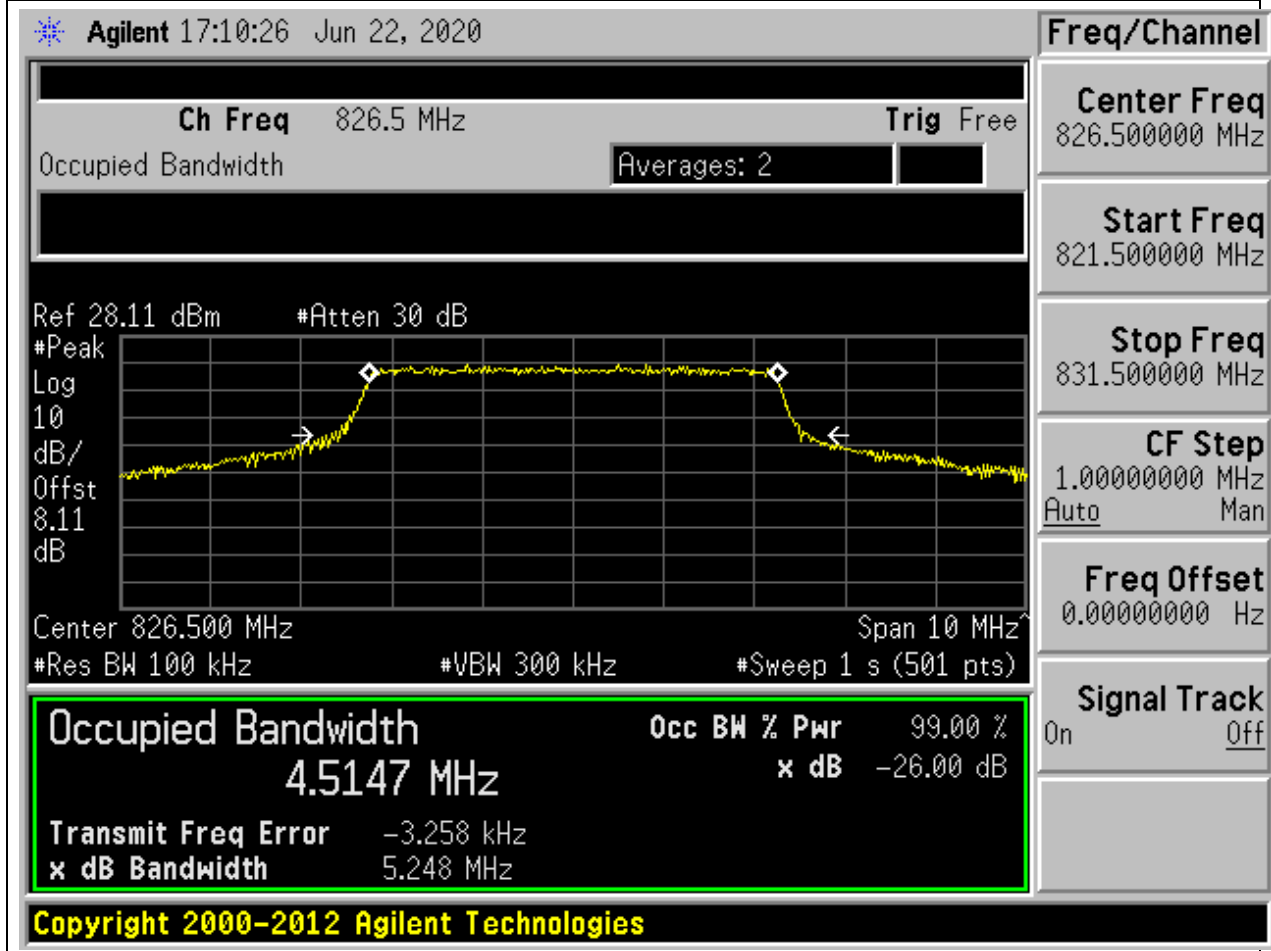 Agilent 17:10:26 Jun 22, 2020
Freq/Channel
Ch Freq 826.5 MHz Trig Free
Occupied Bandwidth Averages: 2
Ref 28.11 dBm #Atten 30 dB
#Peak
Log
10
dB/
Offst
8.11
dB
Center 826.500 MHz Span 10 MHz^
#Res BW 100 kHz #VBW 300 kHz #Sweep 1 s (501 pts)
Occupied Bandwidth Occ BW % Pwr 99.00 %
4.5147 MHz x dB -26.00 dB
Transmit Freq Error -3.258 kHz
x dB Bandwidth 5.248 MHz
Center Freq
826.500000 MHz
Start Freq
821.500000 MHz
Stop Freq
831.500000 MHz
CF Step
1.00000000 MHz
Auto Man
Freq Offset
0.00000000 Hz
Signal Track
On Off
Copyright 2000-2012 Agilent Technologies